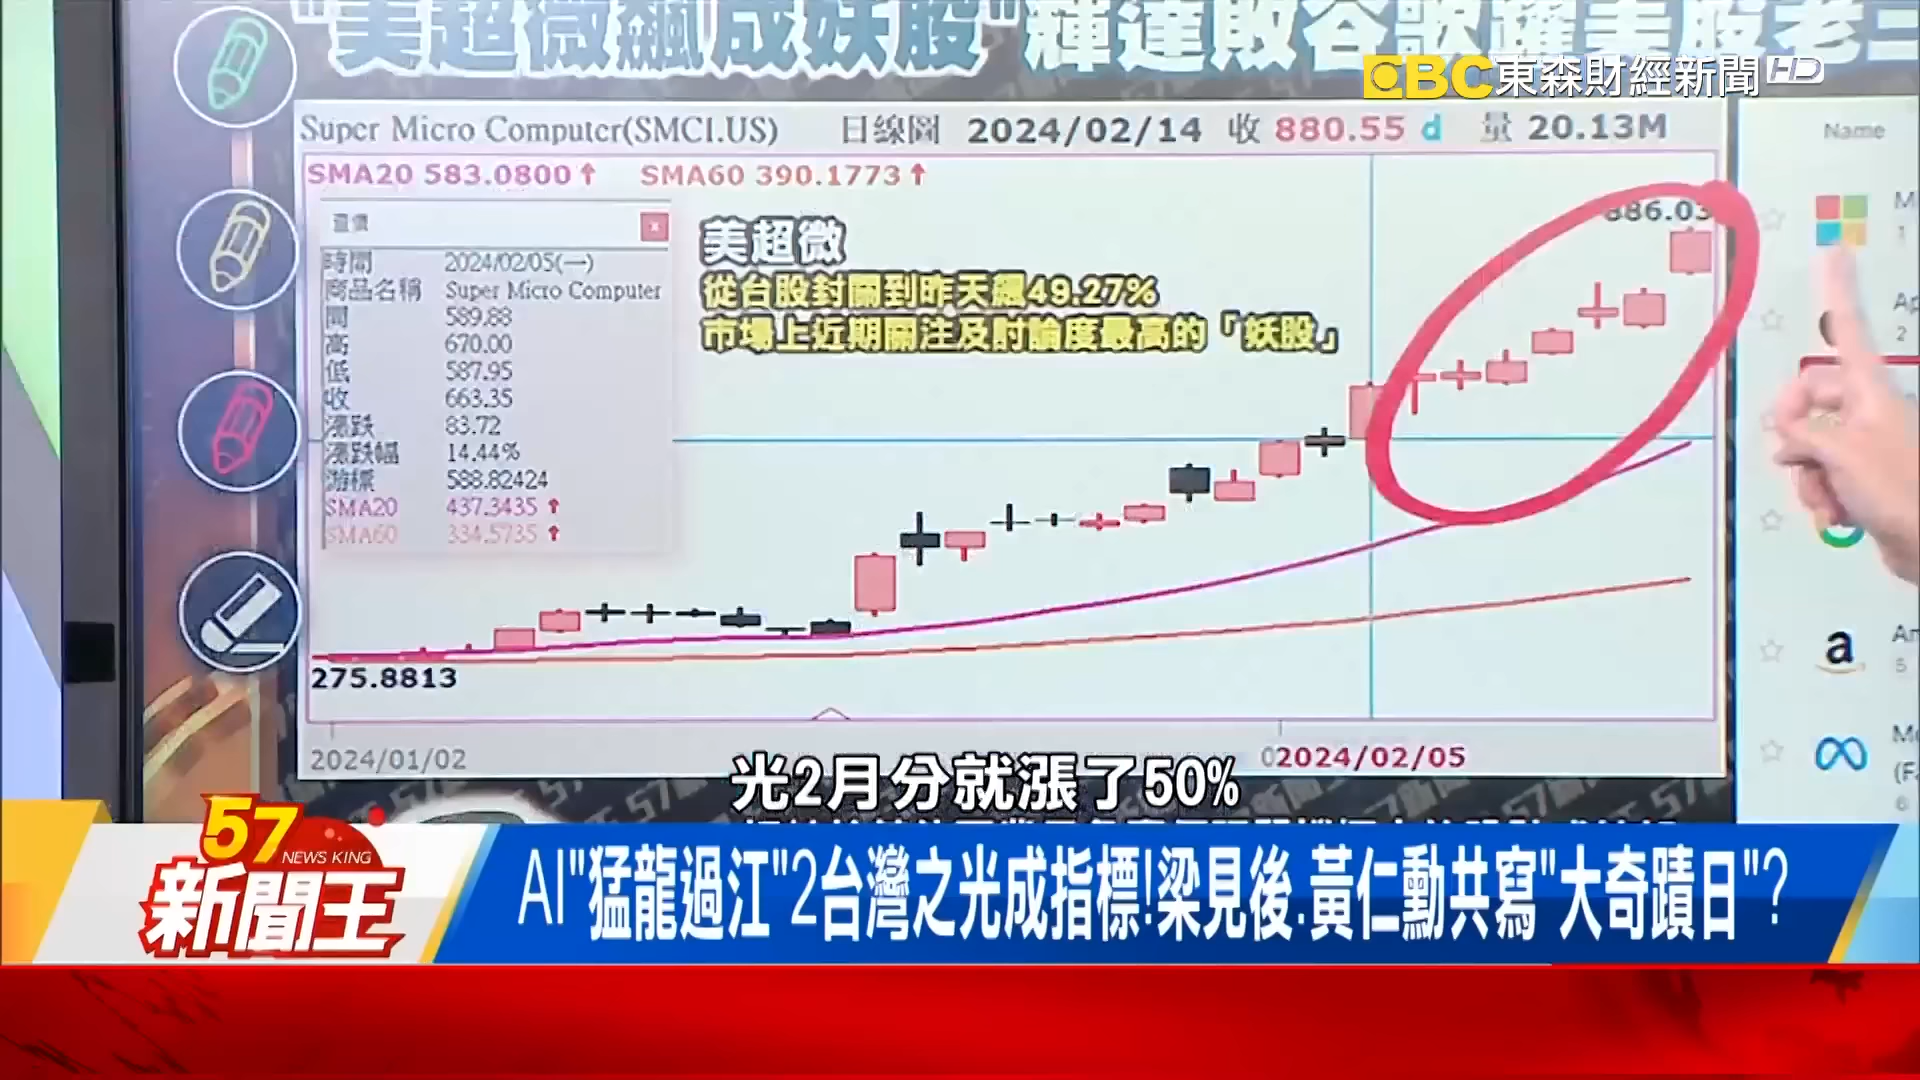 "美超微飆成妖股"輝達敗谷歌躍美股老三
EBC 東森財經新聞 HD
Super Micro Computer(SMCI.US) 日線圖 2024/02/14 收 880.55 d 量 20.13M
Name
SMA20 583.0800↑ SMA60 390.1773↑
886.03
查價 x
時間 2024/02/05(一)
商品名稱 Super Micro Computer
開 589.88
高 670.00
低 587.95
收 663.35
漲跌 83.72
漲跌幅 14.44%
游標 588.82424
SMA20 437.3435 ↑
SMA60 334.5735 ↑
美超微
從台股封關到昨天飆49.27%
市場上近期關注及討論度最高的「妖股」
1
2
5
6
275.8813
2024/01/02
2024/02/05
光2月分就漲了50%
57
NEWS KING
新聞王
AI"猛龍過江"2台灣之光成指標!梁見後.黃仁勳共寫"大奇蹟日"?